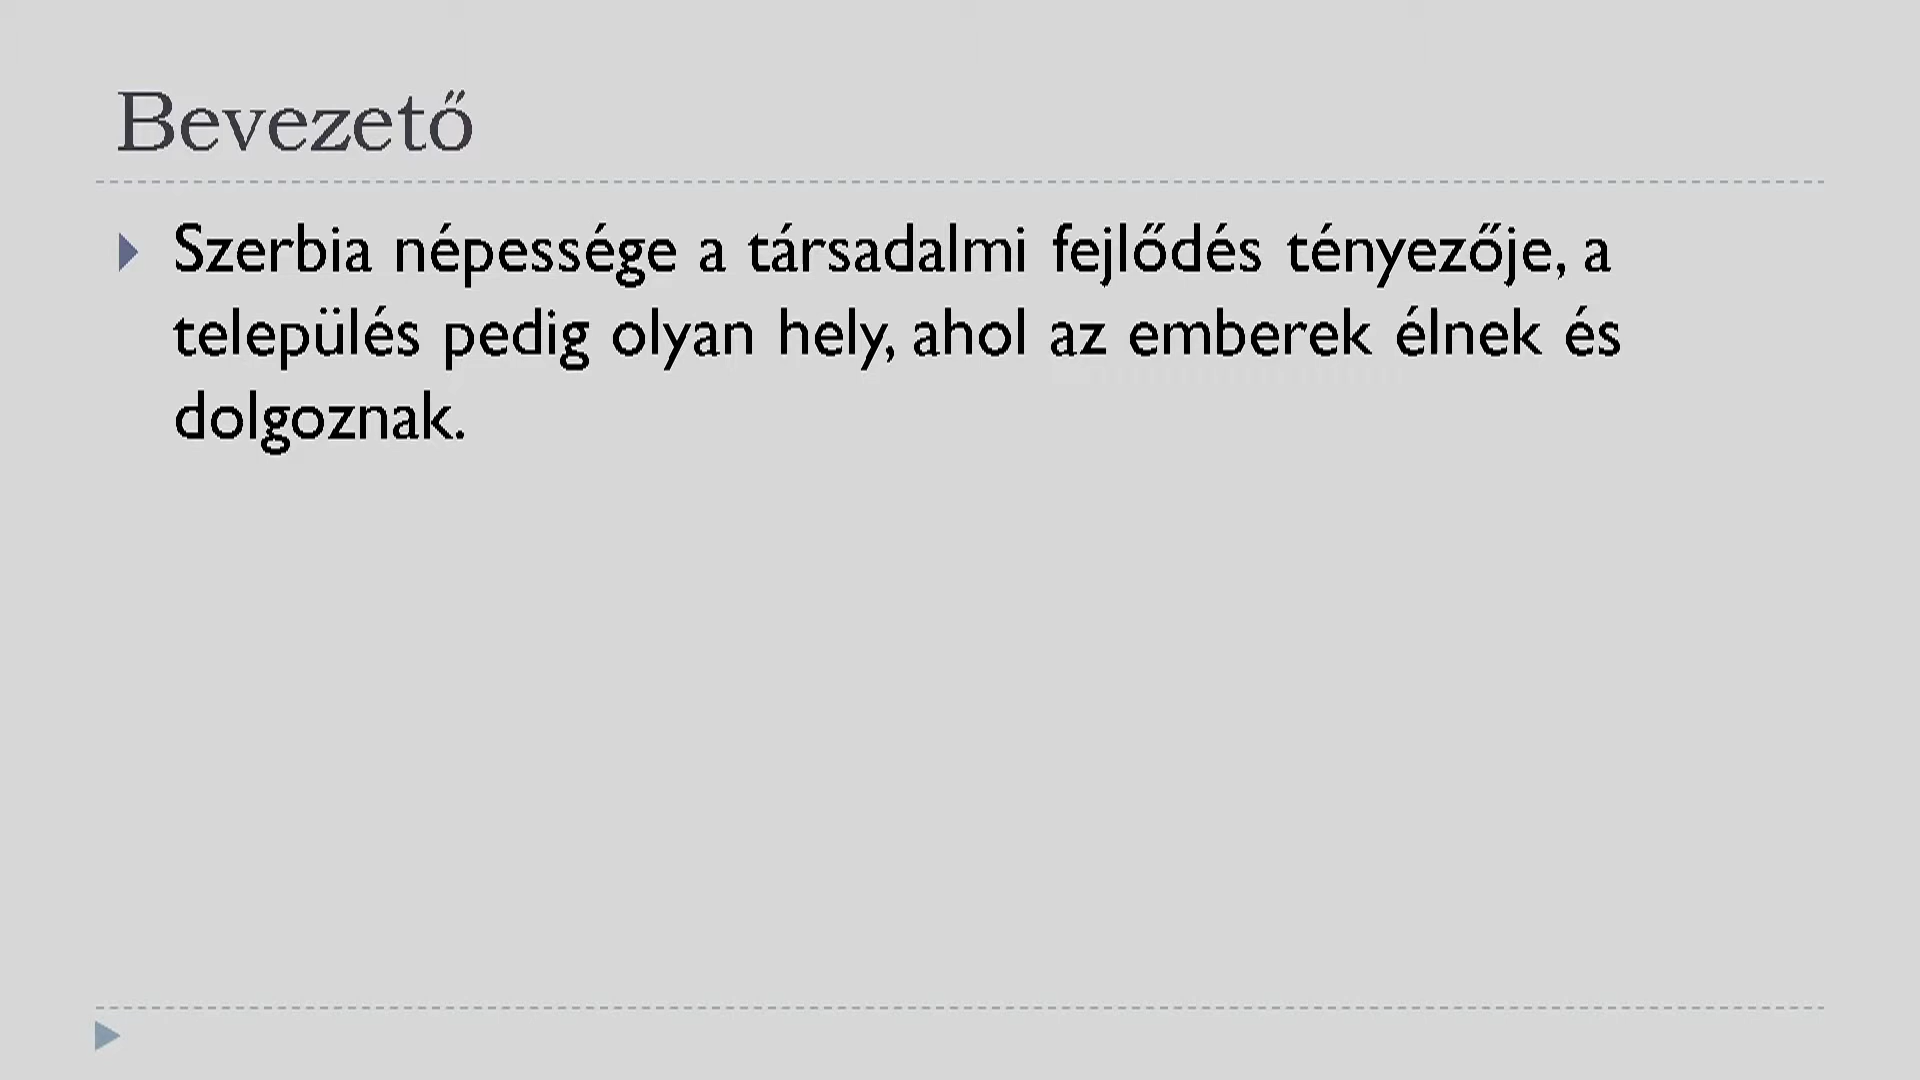 Bevezető
Szerbia népessége a társadalmi fejlődés tényezője, a
település pedig olyan hely, ahol az emberek élnek és
dolgoznak.